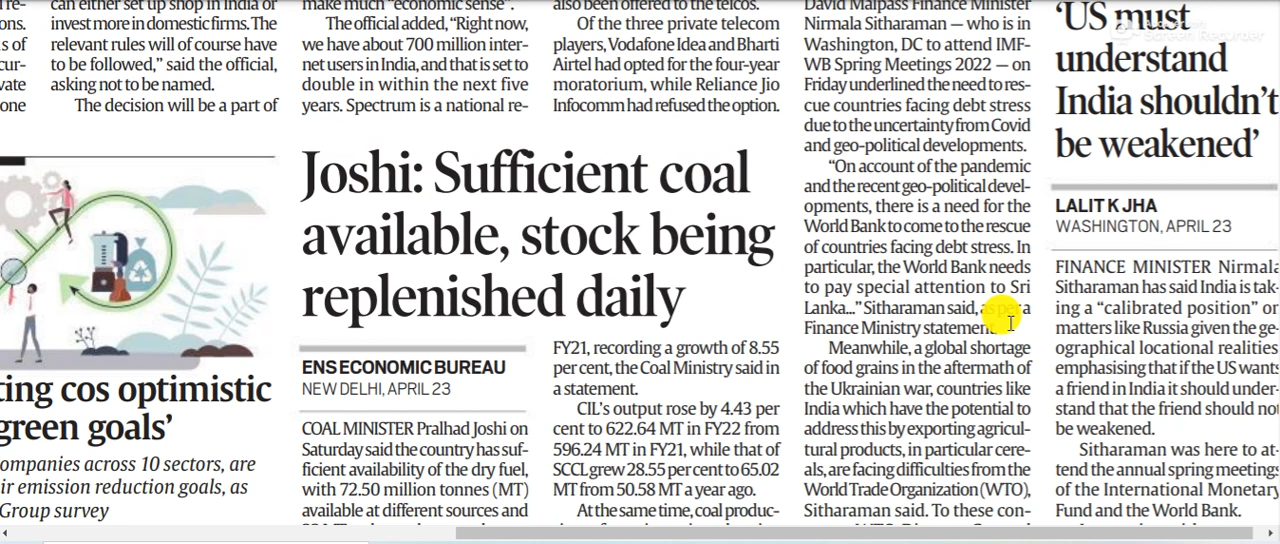 can either set up shop in India or
invest more in domestic firms. The
relevant rules will of course have
to be followed,” said the official,
asking not to be named.
The decision will be a part of
ting cos optimistic
green goals’
ompanies across 10 sectors, are
ir emission reduction goals, as
Group survey
make much “economic sense”.
The official added, “Right now,
we have about 700 million inter-
net users in India, and that is set to
double in within the next five
years. Spectrum is a national re-
also been offered to the telcos.
Of the three private telecom
players, Vodafone Idea and Bharti
Airtel had opted for the four-year
moratorium, while Reliance Jio
Infocomm had refused the option.
Joshi: Sufficient coal
available, stock being
replenished daily
ENS ECONOMIC BUREAU
NEW DELHI, APRIL 23
COAL MINISTER Pralhad Joshi on
Saturday said the country has suf-
ficient availability of the dry fuel,
with 72.50 million tonnes (MT)
available at different sources and
FY21, recording a growth of 8.55
per cent, the Coal Ministry said in
a statement.
CIL’s output rose by 4.43 per
cent to 622.64 MT in FY22 from
596.24 MT in FY21, while that of
SCCL grew 28.55 per cent to 65.02
MT from 50.58 MT a year ago.
At the same time, coal produc-
David Malpass Finance Minister
Nirmala Sitharaman — who is in
Washington, DC to attend IMF-
WB Spring Meetings 2022 — on
Friday underlined the need to res-
cue countries facing debt stress
due to the uncertainty from Covid
and geo-political developments.
“On account of the pandemic
and the recent geo-political devel-
opments, there is a need for the
World Bank to come to the rescue
of countries facing debt stress. In
particular, the World Bank needs
to pay special attention to Sri
Lanka...” Sitharaman said, as per a
Finance Ministry statement.
Meanwhile, a global shortage
of food grains in the aftermath of
the Ukrainian war, countries like
India which have the potential to
address this by exporting agricul-
tural products, in particular cere-
als, are facing difficulties from the
World Trade Organization (WTO),
Sitharaman said. To these con-
‘US must
understand
India shouldn’t
be weakened’
LALIT K JHA
WASHINGTON, APRIL 23
FINANCE MINISTER Nirmala
Sitharaman has said India is tak-
ing a “calibrated position” on
matters like Russia given the ge-
ographical locational realities
emphasising that if the US wants
a friend in India it should under-
stand that the friend should not
be weakened.
Sitharaman was here to at-
tend the annual spring meetings
of the International Monetary
Fund and the World Bank.
Screen Recorder